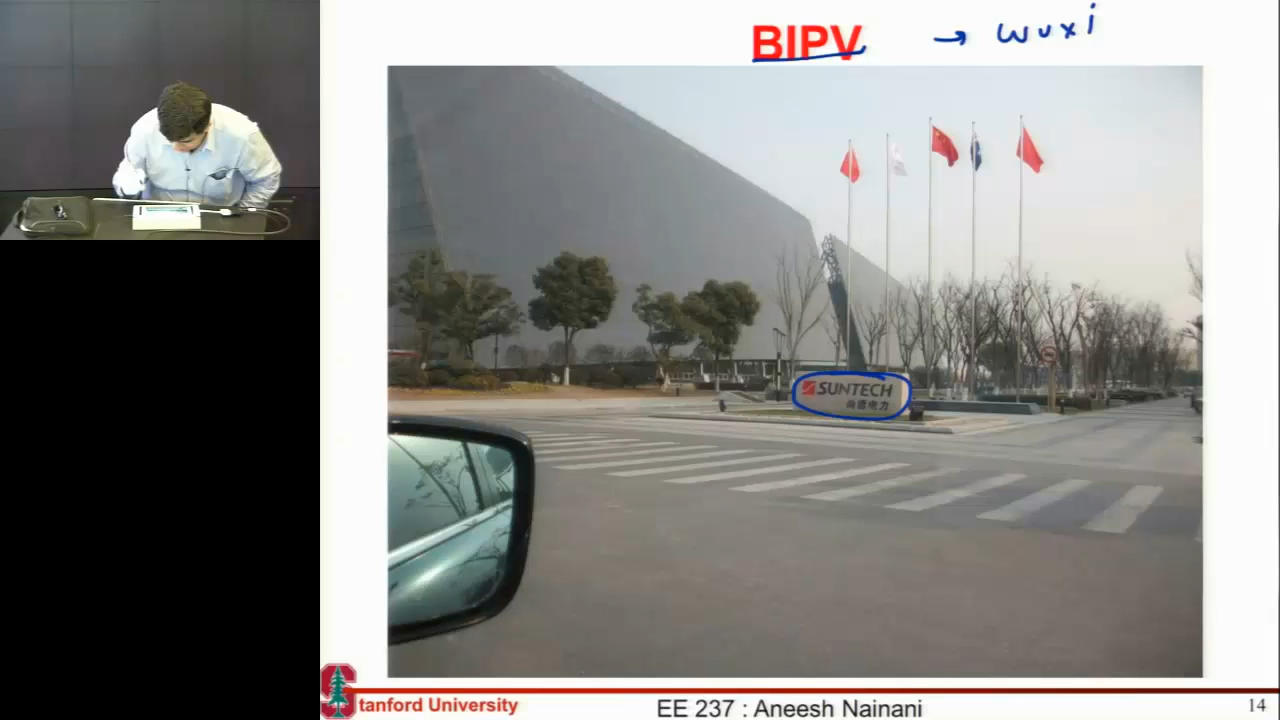 BIPV → wuxi
SUNTECH
尚德电力
Stanford University
EE 237 : Aneesh Nainani
14